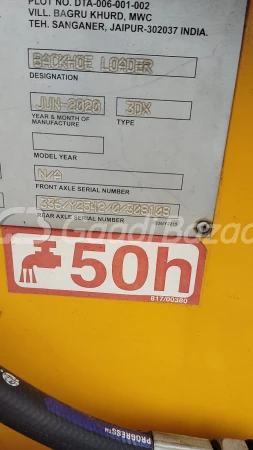 PLOT NO. DTA-006-001-002
VILL. BAGRU KHURD, MWC
TEH. SANGANER, JAIPUR-302037 INDIA.
BACKHOE LOADER
DESIGNATION
JUN-2020 3DX
YEAR & MONTH OF MANUFACTURE TYPE
MODEL YEAR
N/A
FRONT AXLE SERIAL NUMBER
REAR AXLE SERIAL NUMBER
GaadiBazaar
50h
817/00380
PROGRESS™